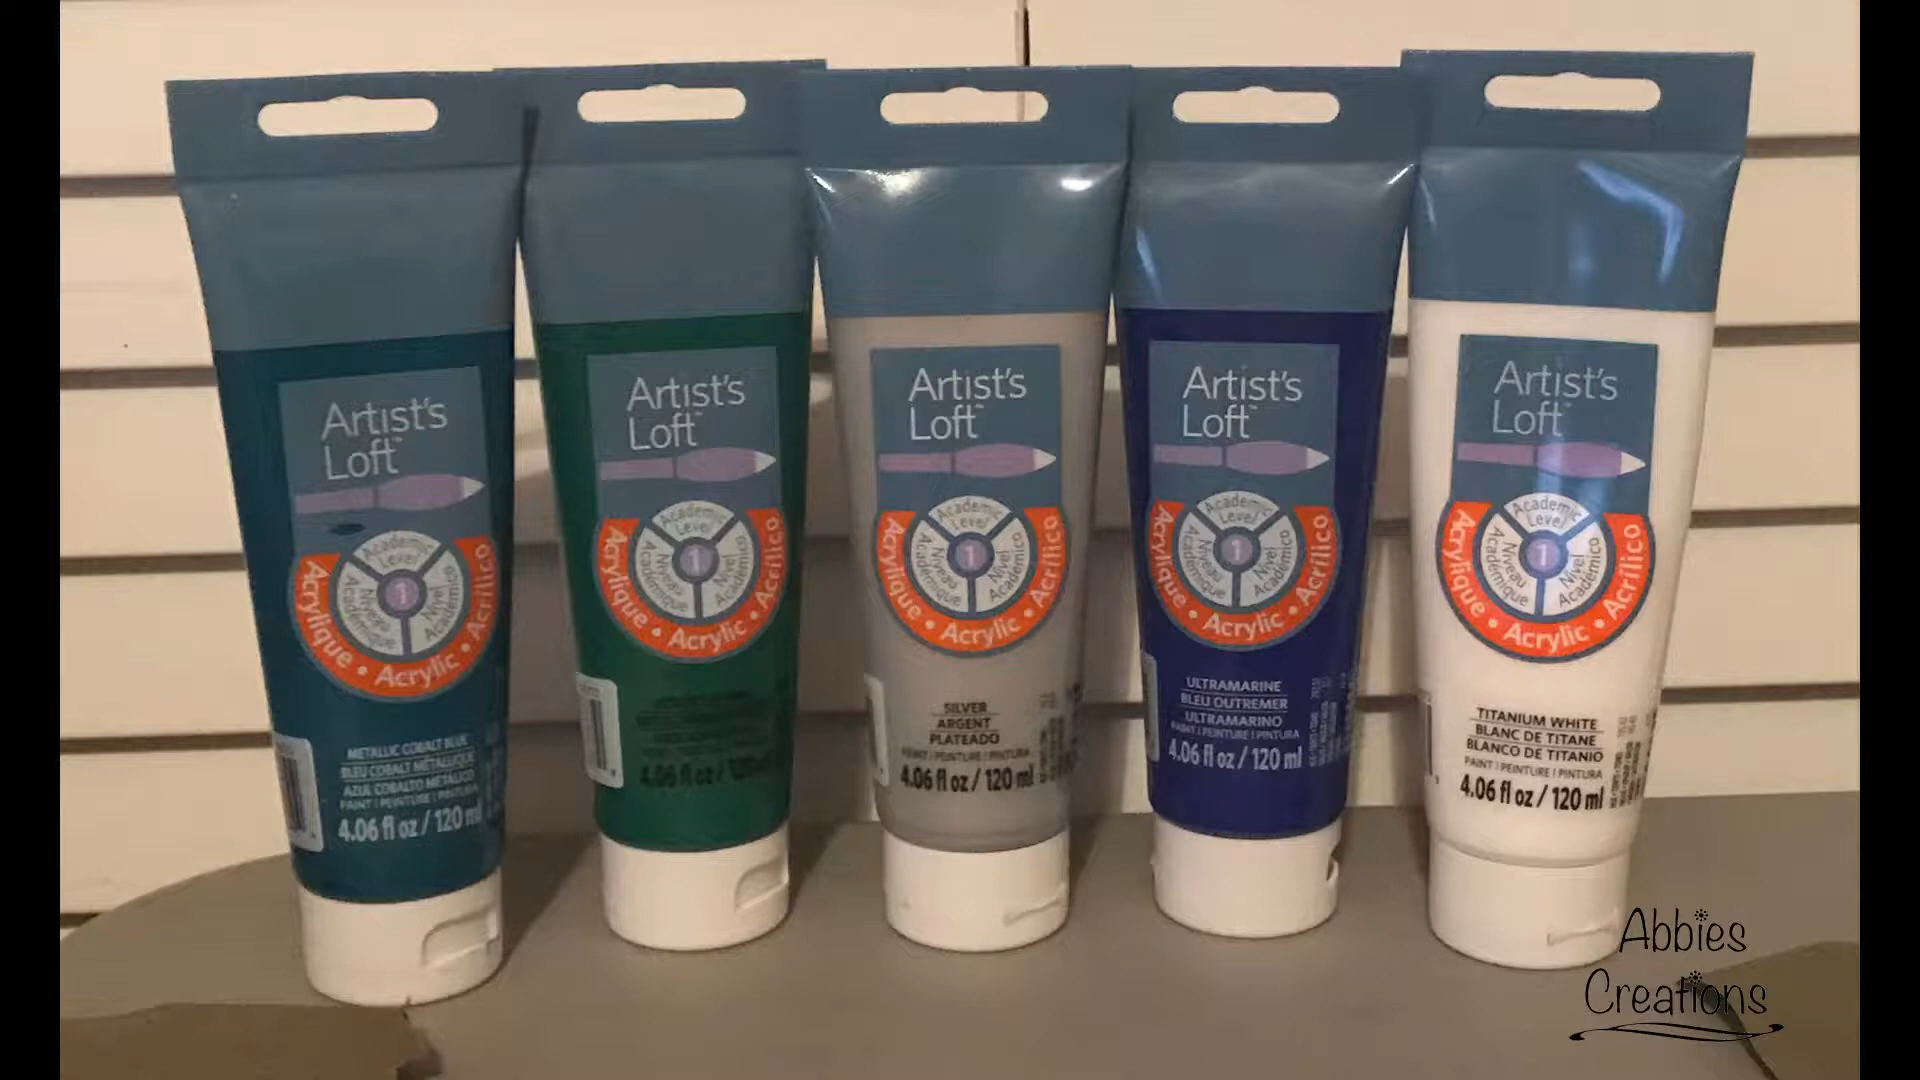 Artist's
Loft™
Academic
Level
Niveau
Académique
Nivel
Académico
1
Acrylique • Acrylic • Acrílico
METALLIC COBALT BLUE
BLEU COBALT MÉTALLIQUE
AZUL COBALTO METÁLICO
PAINT | PEINTURE | PINTURA
4.06 fl oz / 120 ml
Artist's
Loft™
Academic
Level
Niveau
Académique
Nivel
Académico
1
Acrylique • Acrylic • Acrílico
4.06 fl oz / 120 ml
Artist's
Loft™
Academic
Level
Niveau
Académique
Nivel
Académico
1
Acrylique • Acrylic • Acrílico
SILVER
ARGENT
PLATEADO
PAINT | PEINTURE | PINTURA
4.06 fl oz / 120 ml
Artist's
Loft™
Academic
Level
Niveau
Académique
Nivel
Académico
1
Acrylique • Acrylic • Acrílico
ULTRAMARINE
BLEU OUTREMER
ULTRAMARINO
PAINT | PEINTURE | PINTURA
4.06 fl oz / 120 ml
Artist's
Loft™
Academic
Level
Niveau
Académique
Nivel
Académico
1
Acrylique • Acrylic • Acrílico
TITANIUM WHITE
BLANC DE TITANE
BLANCO DE TITANIO
PAINT | PEINTURE | PINTURA
4.06 fl oz / 120 ml
Abbies
Creations